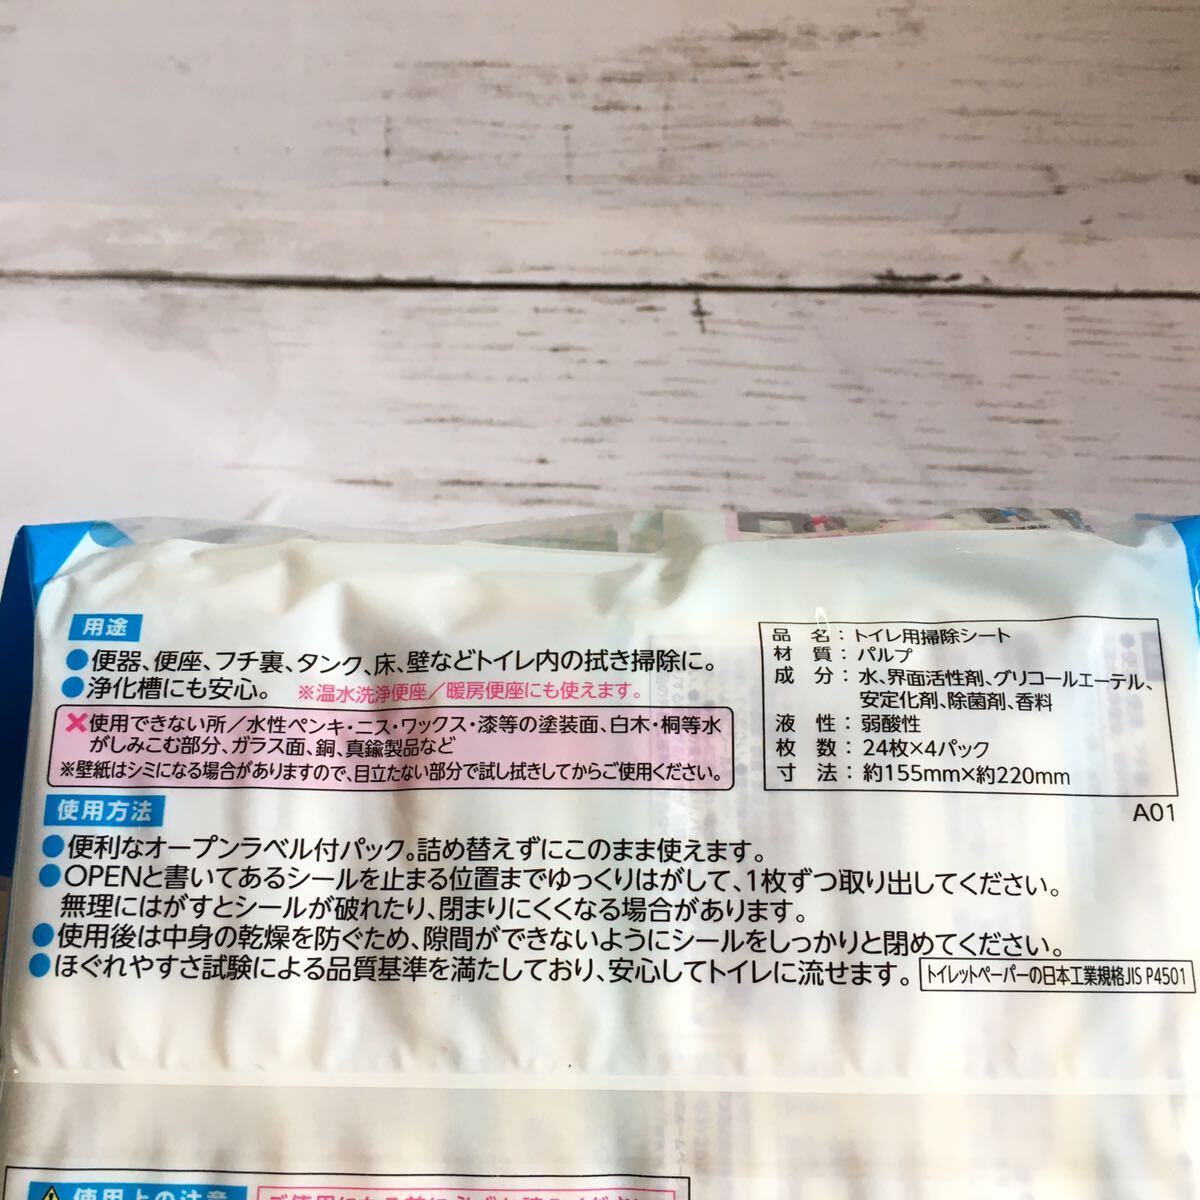 用途
●便器、便座、フチ裏、タンク、床、壁などトイレ内の拭き掃除に。
●浄化槽にも安心。 ※温水洗浄便座/暖房便座にも使えます。
×使用できない所/水性ペンキ・ニス・ワックス・漆等の塗装面、白木・桐等水
がしみこむ部分、ガラス面、銅、真鍮製品など
※壁紙はシミになる場合がありますので、目立たない部分で試し拭きしてからご使用ください。
品 名:トイレ用掃除シート
材 質:パルプ
成 分:水、界面活性剤、グリコールエーテル、
安定化剤、除菌剤、香料
液 性:弱酸性
枚 数:24枚×4パック
寸 法:約155mm×約220mm
A01
使用方法
●便利なオープンラベル付パック。詰め替えずにこのまま使えます。
●OPENと書いてあるシールを止まる位置までゆっくりはがして、1枚ずつ取り出してください。
無理にはがすとシールが破れたり、閉まりにくくなる場合があります。
●使用後は中身の乾燥を防ぐため、隙間ができないようにシールをしっかりと閉めてください。
●ほぐれやすさ試験による品質基準を満たしており、安心してトイレに流せます。 トイレットペーパーの日本工業規格JIS P4501
使用上の注意